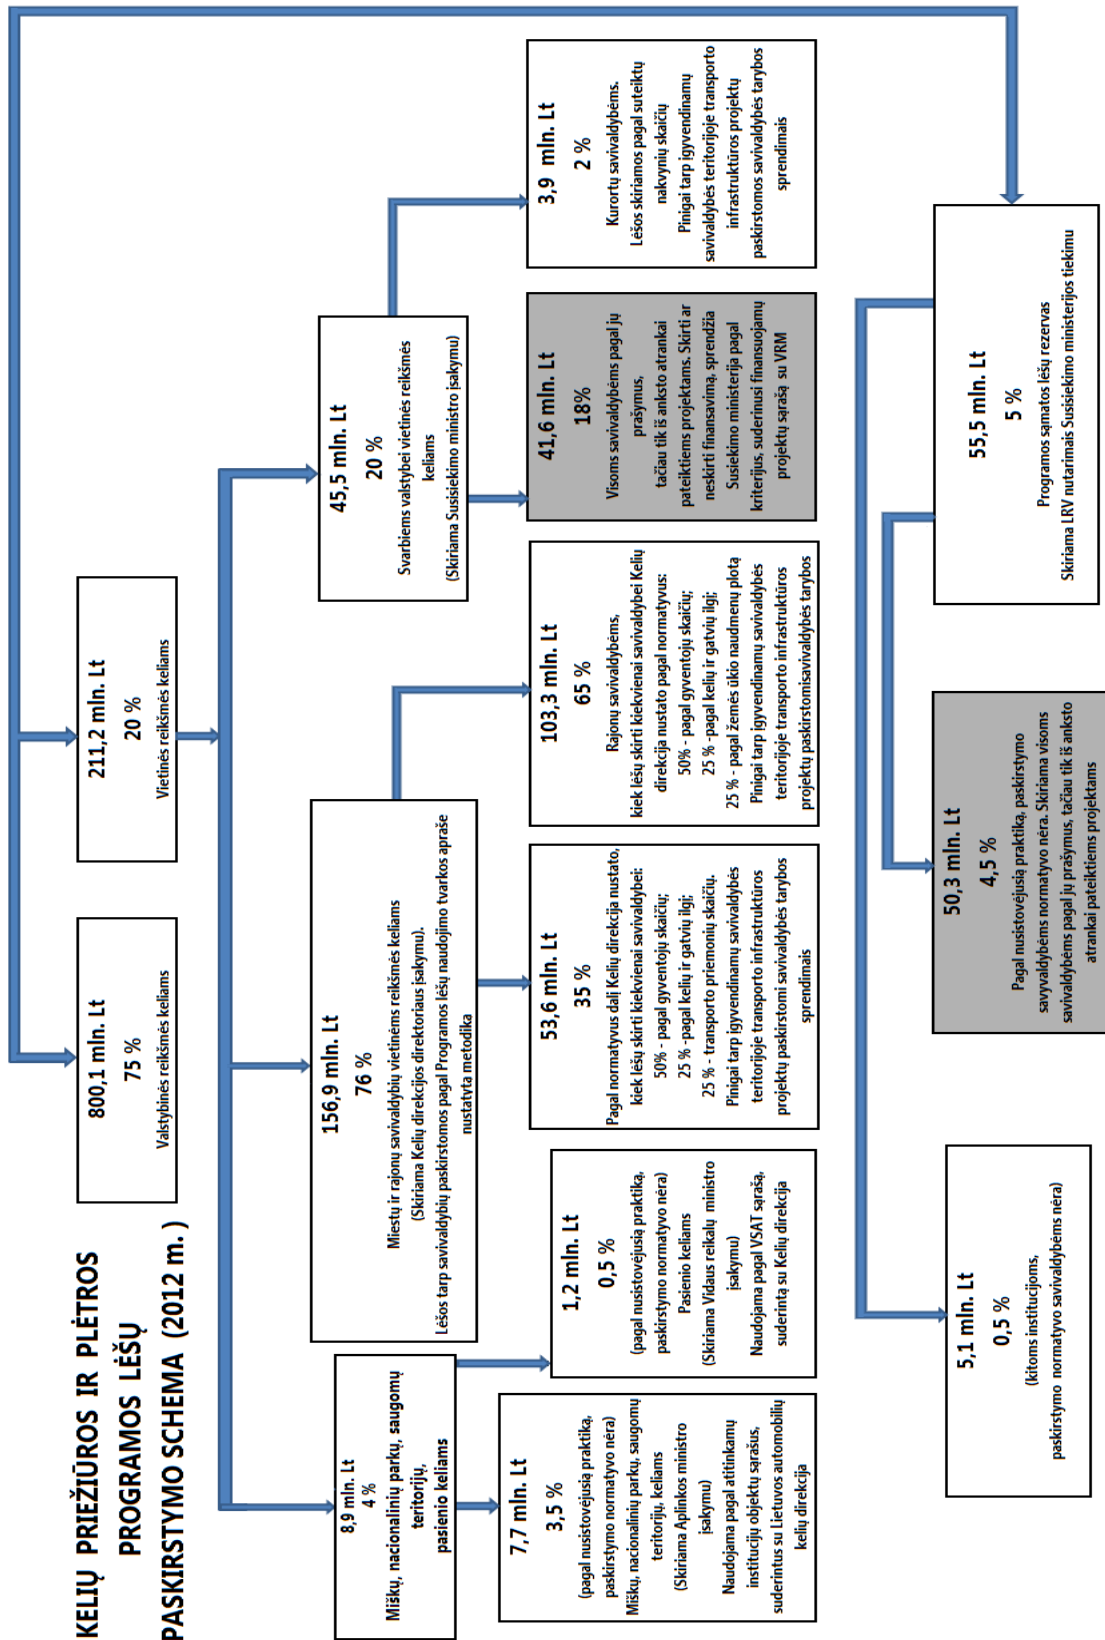 KELIŲ PRIEŽIŪROS IR PLĖTROS
PROGRAMOS LĖŠŲ
PASKIRSTYMO SCHEMA (2012 m. )
800,1 mln. Lt
75 %
Valstybinės reikšmės keliams
211,2 mln. Lt
20 %
Vietinės reikšmės keliams
8,9 mln. Lt
4 %
Miškų, nacionalinių parkų, saugomų
teritorijų,
pasienio keliams
156,9 mln. Lt
76 %
Miestų ir rajonų savivaldybių vietinėms reikšmės keliams
(Skiriama Kelių direkcijos direktoriaus įsakymu).
Lėšos tarp savivaldybių paskirstomos pagal Programos lėšų naudojimo tvarkos apraše
nustatyta metodika
45,5 mln. Lt
20 %
Svarbiems valstybei vietinės reikšmės
keliams
(Skiriama Susisiekimo ministro įsakymu)
7,7 mln. Lt
3,5 %
(pagal nusistovėjusią praktiką,
paskirstymo normatyvo nėra)
Miškų, nacionalinių parkų, saugomų
teritorijų, keliams
(Skiriama Aplinkos ministro
įsakymu)
Naudojama pagal atitinkamų
institucijų objektų sąrašus,
suderintus su Lietuvos automobilių
kelių direkcija
1,2 mln. Lt
0,5 %
(pagal nusistovėjusią praktiką,
paskirstymo normatyvo nėra)
Pasienio keliams
(Skiriama Vidaus reikalų ministro
įsakymu)
Naudojama pagal VSAT sąrašą,
suderintą su Kelių direkcija
53,6 mln. Lt
35 %
Pagal normatyvus dalį Kelių direkcija nustato,
kiek lėšų skirti kiekvienai savivaldybei:
50% - pagal gyventojų skaičių;
25 % -pagal kelių ir gatvių ilgį;
25 % - transporto priemonių skaičių.
Pinigai tarp įgyvendinamų savivaldybės
teritorijoje transporto infrastruktūros
projektų paskirstomi savivaldybės tarybos
sprendimais
103,3 mln. Lt
65 %
Rajonų savivaldybėms,
kiek lėšų skirti kiekvienai savivaldybei Kelių
direkcija nustato pagal normatyvus:
50% - pagal gyventojų skaičių;
25 % -pagal kelių ir gatvių ilgį;
25 % - pagal žemės ūkio naudmenų plotą
Pinigai tarp įgyvendinamų savivaldybės
teritorijoje transporto infrastruktūros
projektų paskirstomisavivaldybės tarybos
41,6 mln. Lt
18%
Visoms savivaldybėms pagal jų
prašymus,
tačiau tik iš anksto atrankai
pateiktiems projektams. Skirti ar
neskirti finansavimą, sprendžia
Susiekimo ministerija pagal
kriterijus, suderinusi finansuojamų
projektų sąrašą su VRM
3,9 mln. Lt
2 %
Kurortų savivaldybėms.
Lėšos skiriamos pagal suteiktų
nakvynių skaičių
Pinigai tarp įgyvendinamų
savivaldybės teritorijoje transporto
infrastruktūros projektų
paskirstomos savivaldybės tarybos
sprendimais
5,1 mln. Lt
0,5 %
(kitoms institucijoms,
paskirstymo normatyvo savivaldybėms nėra)
50,3 mln. Lt
4,5 %
Pagal nusistovėjusią praktiką, paskirstymo
savyvaldybėms normatyvo nėra. Skiriama visoms
savivaldybėms pagal jų prašymus, tačiau tik iš anksto
atrankai pateiktiems projektams
55,5 mln. Lt
5 %
Programos sąmatos lėšų rezervas
Skiriama LRV nutarimais Susisiekimo ministerijos tiekimu